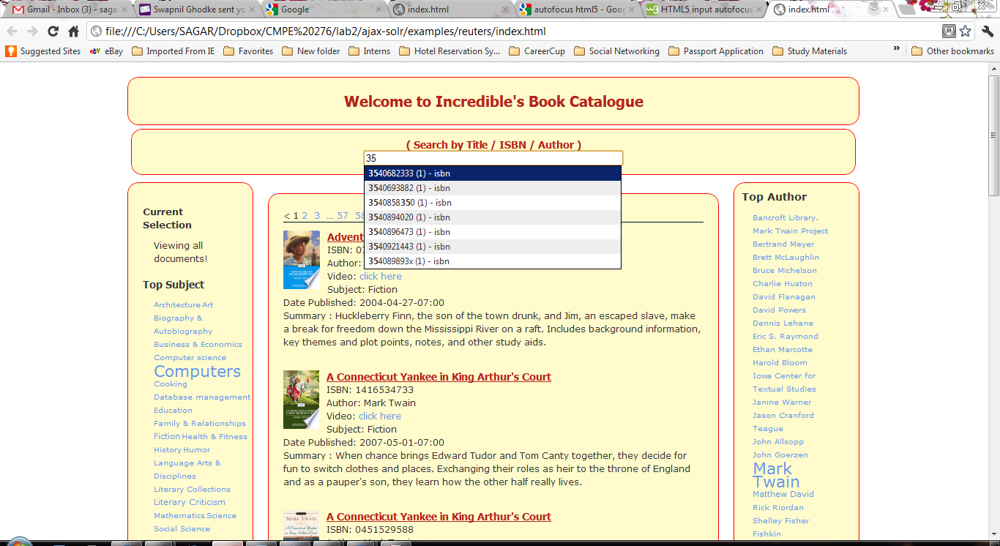 Gmail - Inbox (3) - saga
Swapnil Ghodke sent yo
Google
index.html
autofocus html5 - Goo
HTML5 input autofocus
index.html
file:///C:/Users/SAGAR/Dropbox/CMPE%20276/lab2/ajax-solr/examples/reuters/index.html
Suggested Sites eBay Imported From IE Favorites New folder Interns Hotel Reservation Sy... CareerCup Social Networking Passport Application Study Materials » Other bookmarks
Welcome to Incredible's Book Catalogue
( Search by Title / ISBN / Author )
35
3540682333 (1) - isbn
3540693882 (1) - isbn
3540858350 (1) - isbn
3540894020 (1) - isbn
3540896473 (1) - isbn
3540921443 (1) - isbn
354089893x (1) - isbn
Current
Selection
Viewing all
documents!
Top Subject
Architecture Art
Biography &
Autobiography
Business & Economics
Computer science
Computers
Cooking
Database management
Education
Family & Relationships
Fiction Health & Fitness
History Humor
Language Arts &
Disciplines
Literary Collections
Literary Criticism
Mathematics Science
Social Science
< 1 2 3 ... 57 58
Advent
ISBN: 07
Author:
Video: click here
Subject: Fiction
Date Published: 2004-04-27-07:00
Summary : Huckleberry Finn, the son of the town drunk, and Jim, an escaped slave, make
a break for freedom down the Mississippi River on a raft. Includes background information,
key themes and plot points, notes, and other study aids.
A Connecticut Yankee in King Arthur's Court
ISBN: 1416534733
Author: Mark Twain
Video: click here
Subject: Fiction
Date Published: 2007-05-01-07:00
Summary : When chance brings Edward Tudor and Tom Canty together, they decide for
fun to switch clothes and places. Exchanging their roles as heir to the throne of England
and as a pauper's son, they learn how the other half really lives.
MARK TWAIN
A Connecticut Yankee in King Arthur's Court
ISBN: 0451529588
Top Author
Bancroft Library.
Mark Twain Project
Bertrand Meyer
Brett McLaughlin
Bruce Michelson
Charlie Huston
David Flanagan
David Powers
Dennis Lehane
Eric S. Raymond
Ethan Marcotte
Harold Bloom
Iowa Center for
Textual Studies
Janine Warner
Jason Cranford
Teague
John Allsopp
John Goerzen
Mark
Twain
Matthew David
Rick Riordan
Shelley Fisher
Fishkin